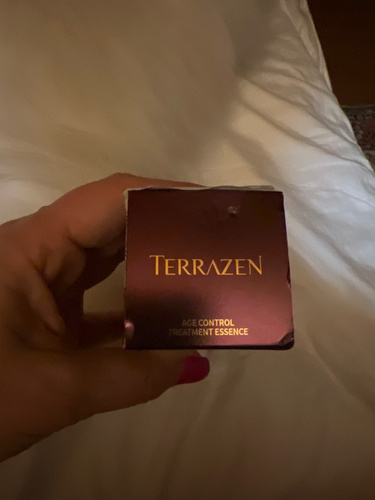 TERRAZEN
AGE CONTROL
TREATMENT ESSENCE